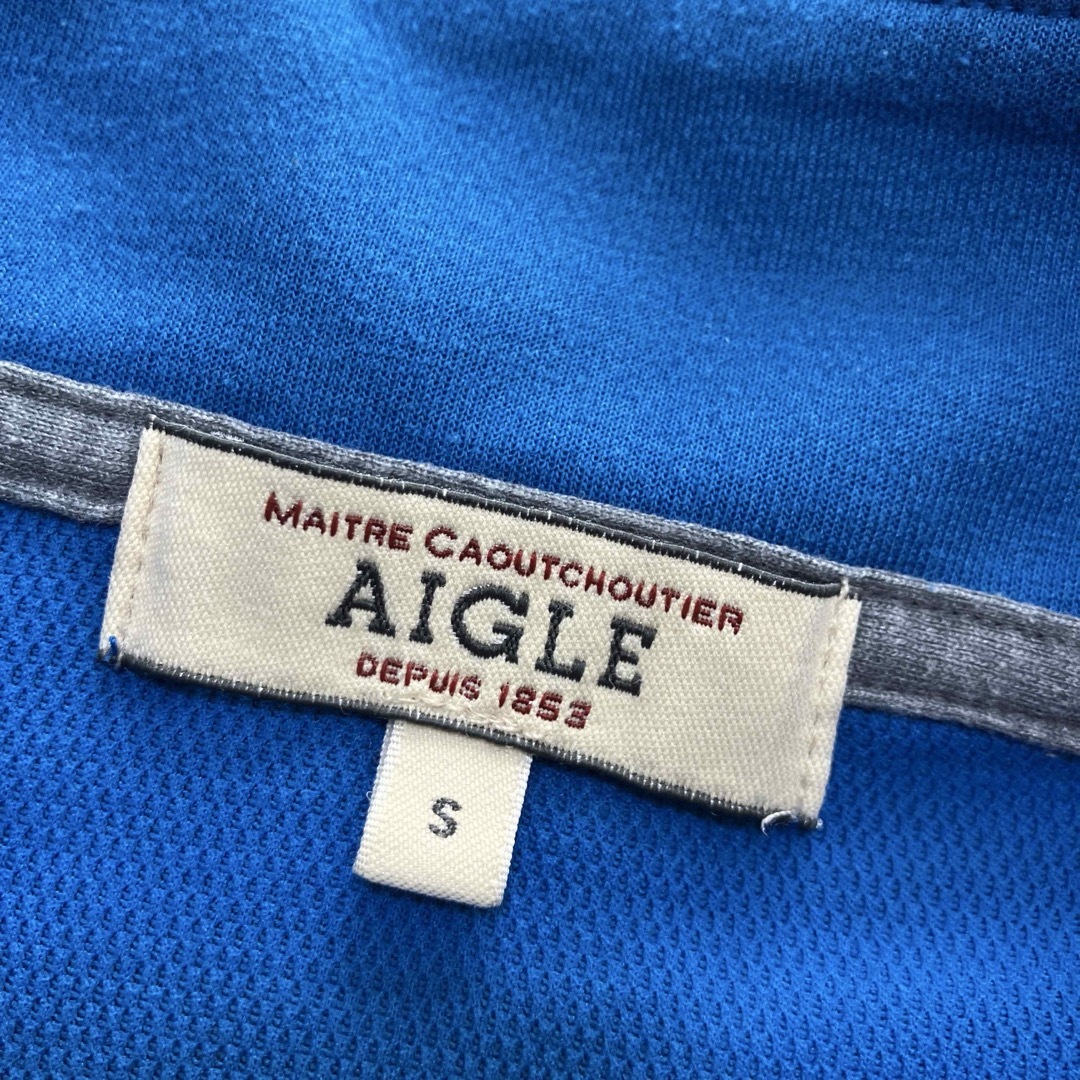 MAITRE CAOUTCHOUTIER
AIGLE
DEPUIS 1853
S